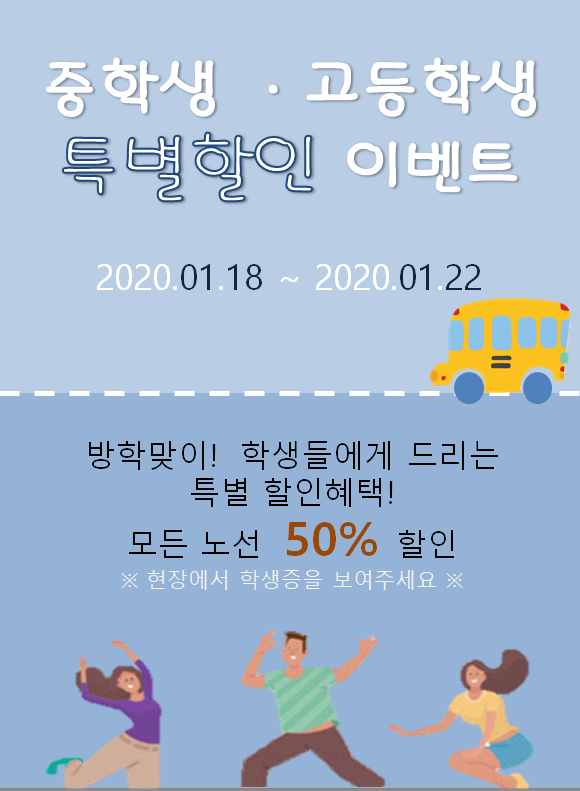 중학생 · 고등학생
특별할인 이벤트
2020.01.18 ~ 2020.01.22
방학맞이! 학생들에게 드리는
특별 할인혜택!
모든 노선 50% 할인
※ 현장에서 학생증을 보여주세요 ※